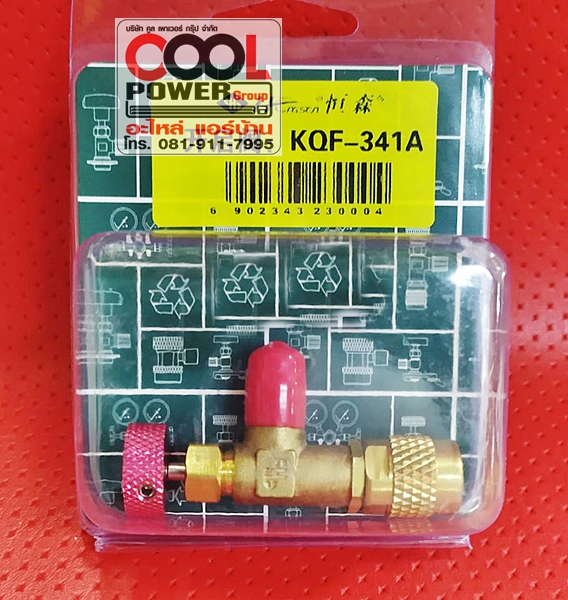 บริษัท คูล เพาเวอร์ กรุ๊ป จำกัด
COOL
POWER Group
อะไหล่ แอร์บ้าน
โทร. 081-911-7995
"恒森"
KQF-341A
6 902343 230004